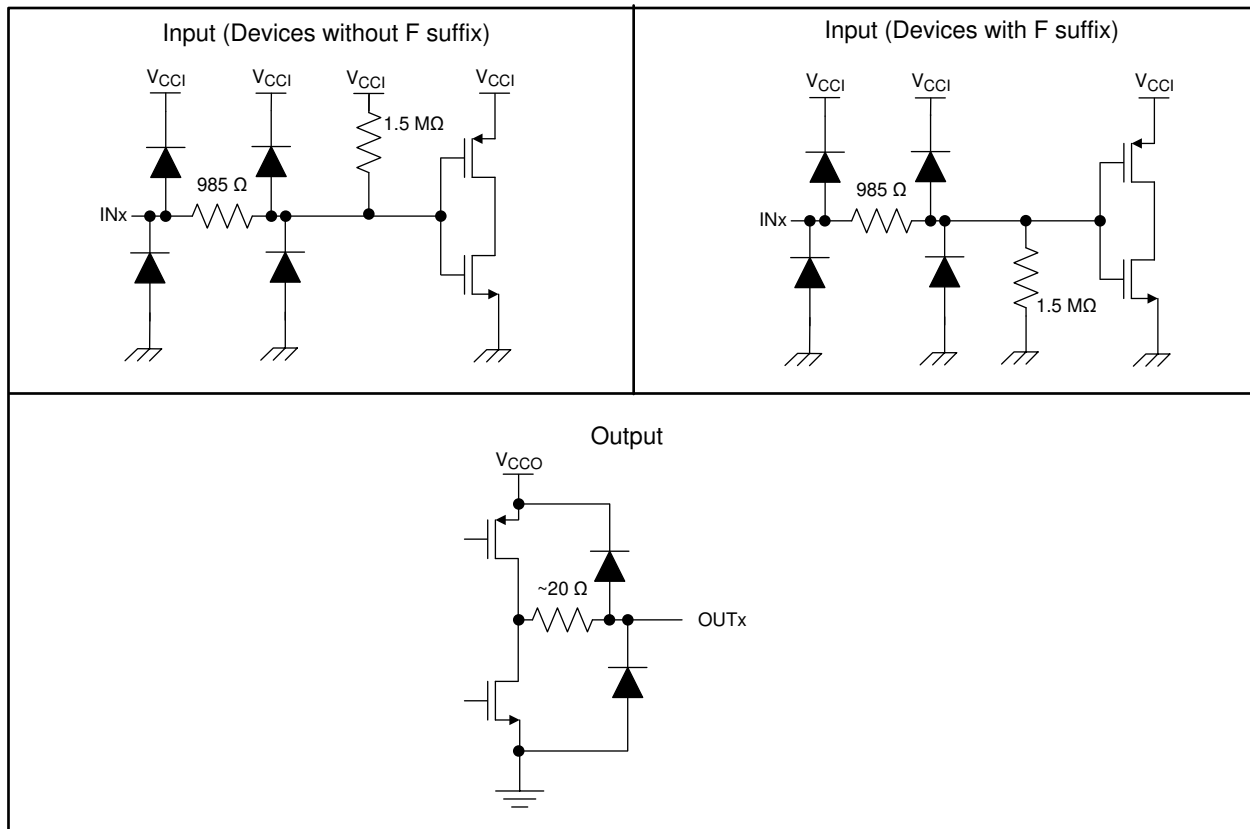 Input (Devices without F suffix)
VCCI VCCI VCCI VCCI
1.5 MΩ
985 Ω
INx
Input (Devices with F suffix)
VCCI VCCI VCCI
985 Ω
INx
1.5 MΩ
Output
VCCO
~20 Ω
OUTx